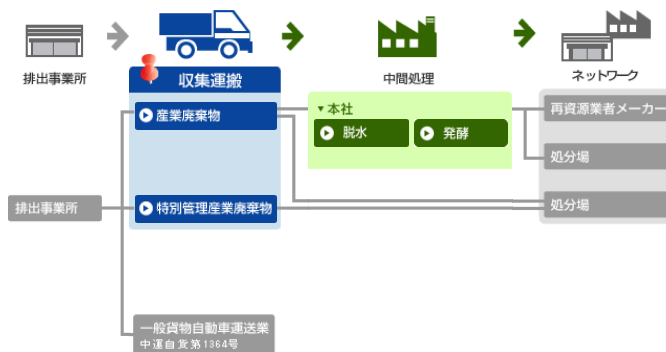 排出事業所
収集運搬
中間処理
ネットワーク
産業廃棄物
▼本社
脱水
発酵
再資源業者メーカー
処分場
排出事業所
特別管理産業廃棄物
処分場
一般貨物自動車運送業
中運自貨第1364号